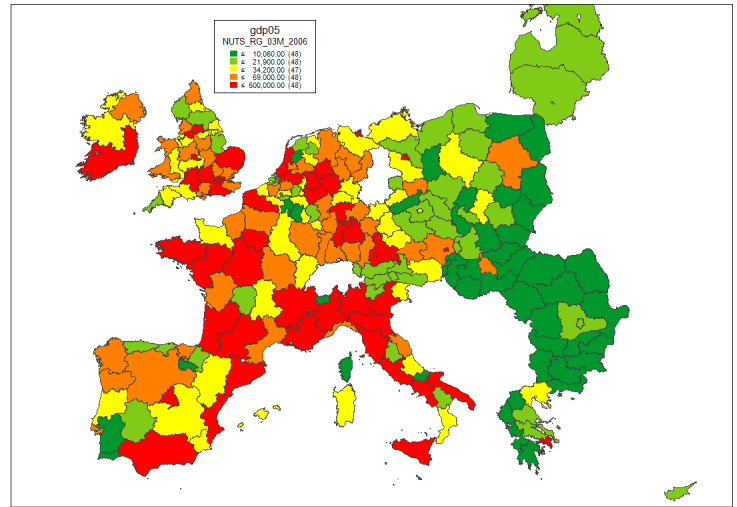 gdp05
NUTS_RG_03M_2006
≤ 10,060.00 (48)
≤ 21,900.00 (48)
≤ 34,200.00 (47)
≤ 59,000.00 (48)
≤ 500,000.00 (48)